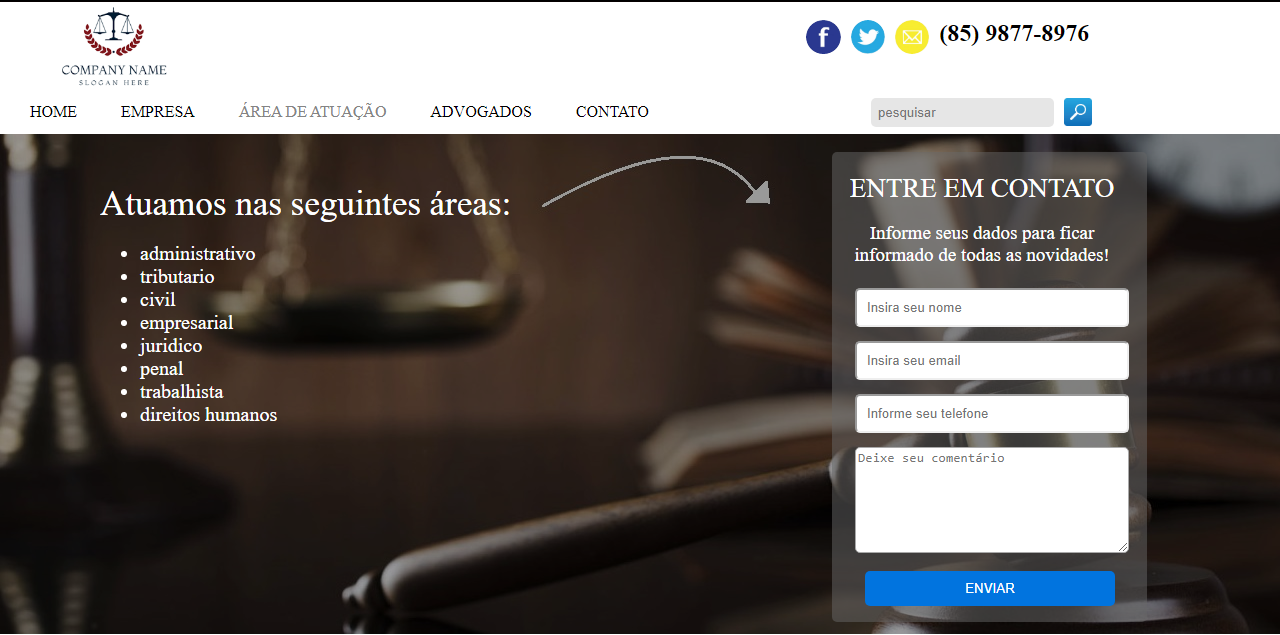 COMPANY NAME
SLOGAN HERE
(85) 9877-8976
HOME EMPRESA ÁREA DE ATUAÇÃO ADVOGADOS CONTATO
pesquisar
Atuamos nas seguintes áreas:
administrativo
tributario
civil
empresarial
juridico
penal
trabalhista
direitos humanos
ENTRE EM CONTATO
Informe seus dados para ficar
informado de todas as novidades!
Insira seu nome
Insira seu email
Informe seu telefone
Deixe seu comentário
ENVIAR